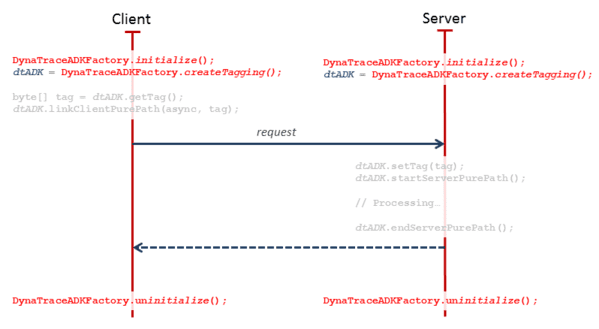 Client
DynaTraceADKFactory.initialize();
dtADK = DynaTraceADKFactory.createTagging();
byte[] tag = dtADK.getTag();
dtADK.linkClientPurePath(async, tag);
Server
DynaTraceADKFactory.initialize();
dtADK = DynaTraceADKFactory.createTagging();
request
dtADK.setTag(tag);
dtADK.startServerPurePath();
// Processing…
dtADK.endServerPurePath();
DynaTraceADKFactory.uninitialize();
DynaTraceADKFactory.uninitialize();